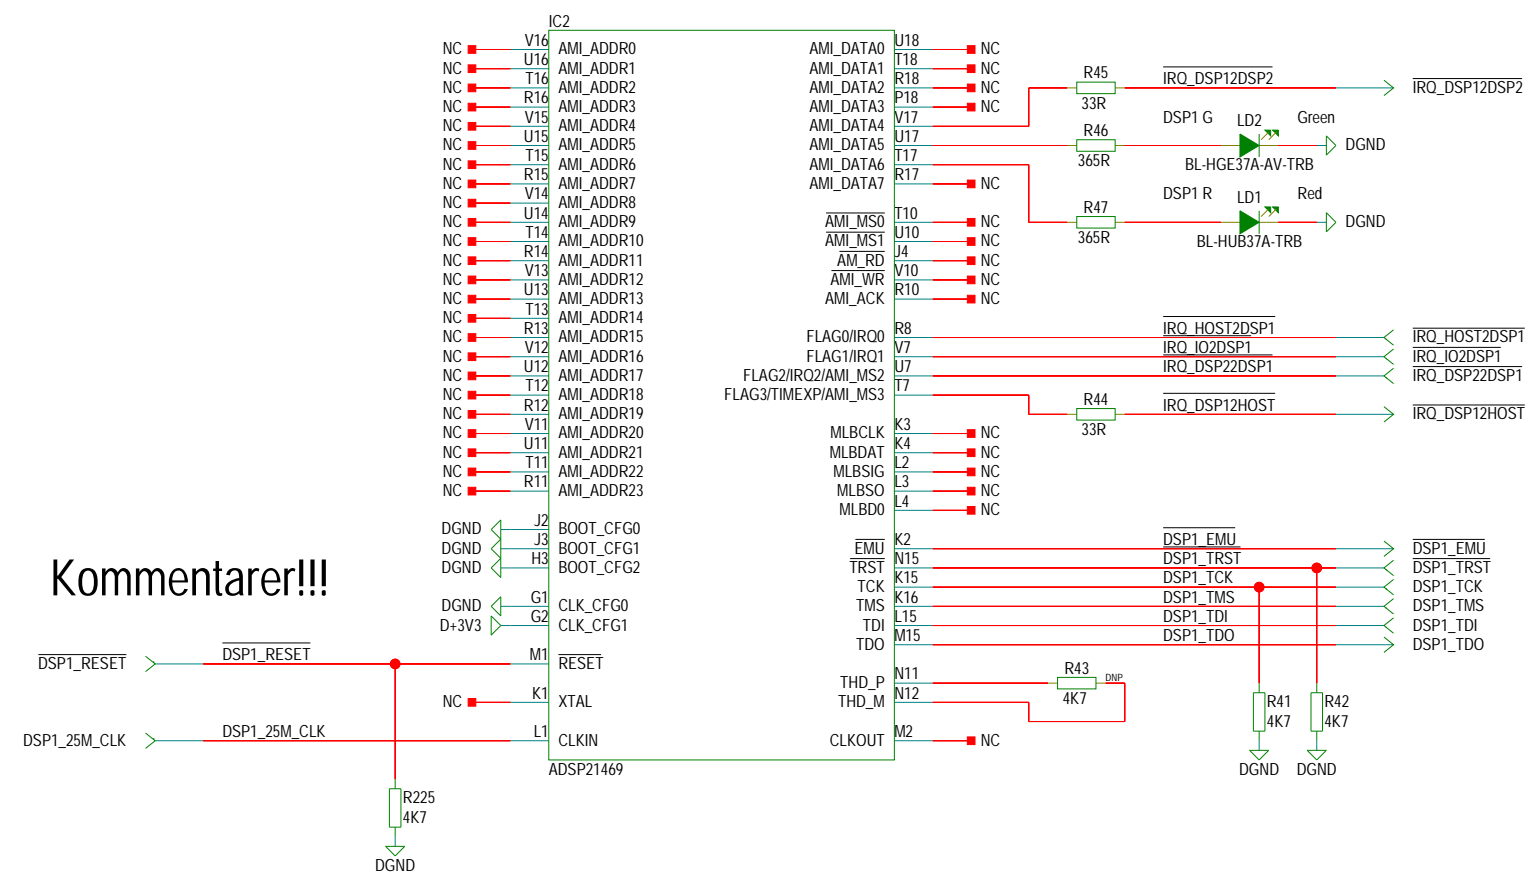 IC2
NC V16 AMI_ADDR0 AMI_DATA0 U18 NC
NC U16 AMI_ADDR1 AMI_DATA1 T18 NC
NC T16 AMI_ADDR2 AMI_DATA2 R18 NC R45 IRQ_DSP12DSP2 IRQ_DSP12DSP2
NC R16 AMI_ADDR3 AMI_DATA3 P18 NC 33R
NC V15 AMI_ADDR4 AMI_DATA4 V17 DSP1 G LD2 Green
NC U15 AMI_ADDR5 AMI_DATA5 U17 R46 DGND
NC T15 AMI_ADDR6 AMI_DATA6 T17 365R BL-HGE37A-AV-TRB
NC R15 AMI_ADDR7 AMI_DATA7 R17 NC
NC V14 AMI_ADDR8 DSP1 R LD1 Red
NC U14 AMI_ADDR9 AMI_MS0 T10 NC R47 DGND
NC T14 AMI_ADDR10 AMI_MS1 U10 NC 365R BL-HUB37A-TRB
NC R14 AMI_ADDR11 AM_RD J4 NC
NC V13 AMI_ADDR12 AMI_WR V10 NC
NC U13 AMI_ADDR13 AMI_ACK R10 NC
NC T13 AMI_ADDR14
NC R13 AMI_ADDR15 FLAG0/IRQ0 R8 IRQ_HOST2DSP1 IRQ_HOST2DSP1
NC V12 AMI_ADDR16 FLAG1/IRQ1 V7 IRQ_IO2DSP1 IRQ_IO2DSP1
NC U12 AMI_ADDR17 FLAG2/IRQ2/AMI_MS2 U7 IRQ_DSP22DSP1 IRQ_DSP22DSP1
NC T12 AMI_ADDR18 FLAG3/TIMEXP/AMI_MS3 T7
NC R12 AMI_ADDR19 R44 IRQ_DSP12HOST IRQ_DSP12HOST
33R
NC V11 AMI_ADDR20 MLBCLK K3 NC
NC U11 AMI_ADDR21 MLBDAT K4 NC
NC T11 AMI_ADDR22 MLBSIG L2 NC
NC R11 AMI_ADDR23 MLBSO L3 NC
MLBD0 L4 NC
DGND J2 BOOT_CFG0
DGND J3 BOOT_CFG1 EMU K2 DSP1_EMU DSP1_EMU
DGND H3 BOOT_CFG2 TRST N15 DSP1_TRST DSP1_TRST
Kommentarer!!!
TCK K15 DSP1_TCK DSP1_TCK
DGND G1 CLK_CFG0 TMS K16 DSP1_TMS DSP1_TMS
D+3V3 G2 CLK_CFG1 TDI L15 DSP1_TDI DSP1_TDI
TDO M15 DSP1_TDO DSP1_TDO
DSP1_RESET DSP1_RESET M1 RESET
THD_P N11 R43 DNP
4K7
NC K1 XTAL THD_M N12 R41 R42
4K7 4K7
DSP1_25M_CLK DSP1_25M_CLK L1 CLKIN CLKOUT M2 NC
ADSP21469 DGND DGND
R225
4K7
DGND